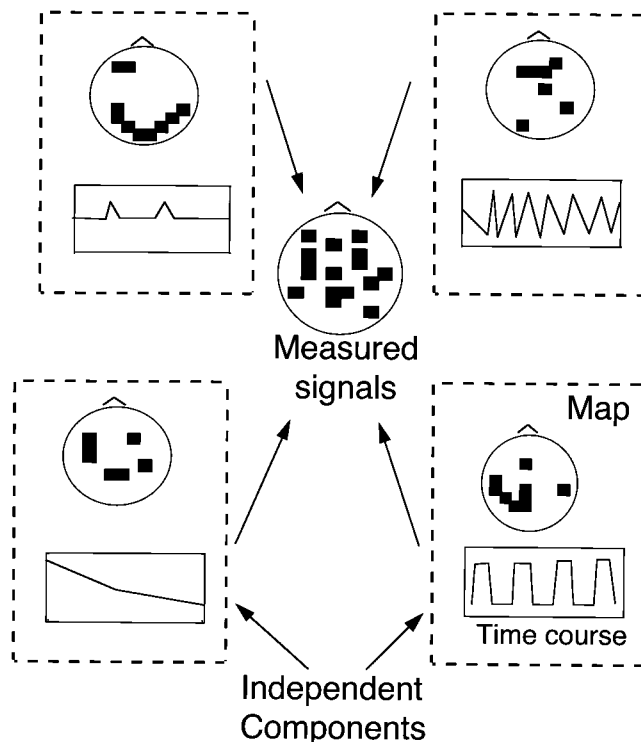 Measured
signals
Map
Time course
Independent
Components